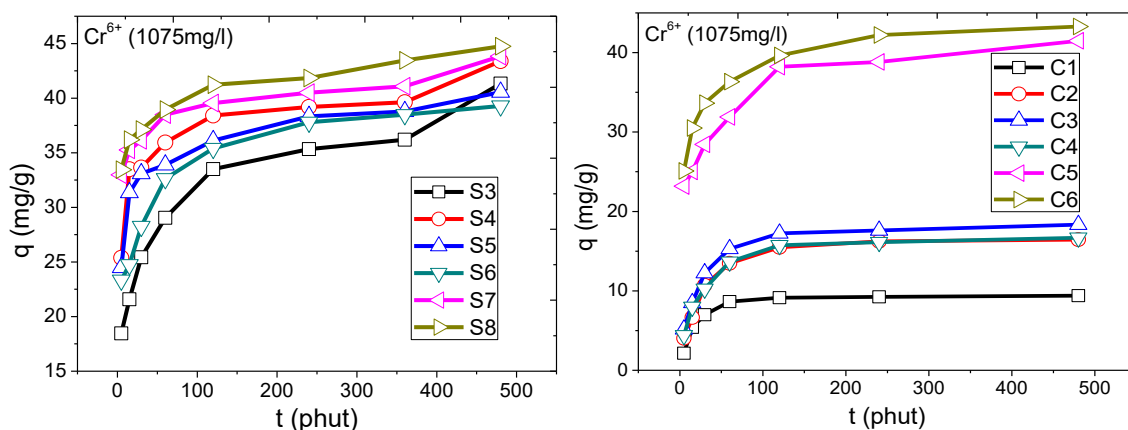 Cr⁶⁺ (1075mg/l)
45
40
35
30
25
20
15
q (mg/g)
0
100
200
300
400
500
t (phut)
S3
S4
S5
S6
S7
S8
Cr⁶⁺ (1075mg/l)
40
30
20
10
0
q (mg/g)
0
100
200
300
400
500
t (phut)
C1
C2
C3
C4
C5
C6